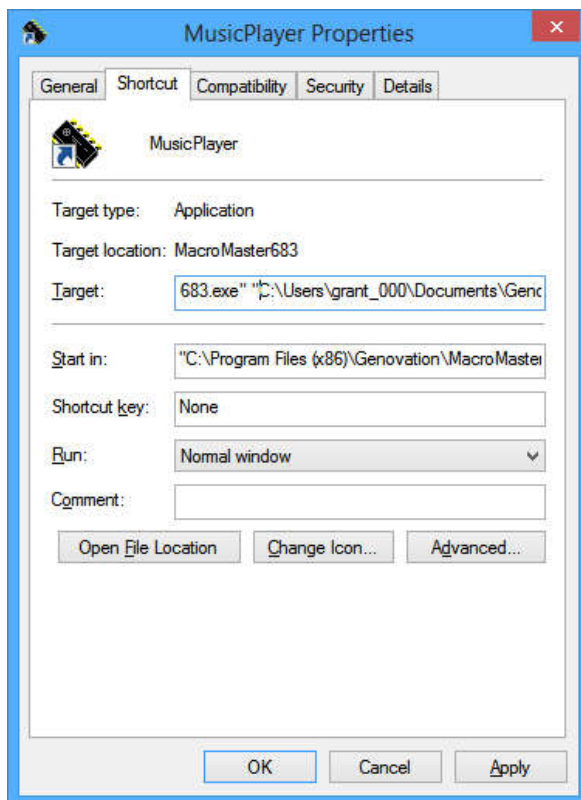 MusicPlayer Properties
General Shortcut Compatibility Security Details
MusicPlayer
Target type: Application
Target location: MacroMaster683
Target: 683.exe" "C:\Users\grant_000\Documents\Genc
Start in: "C:\Program Files (x86)\Genovation\MacroMaster
Shortcut key: None
Run: Normal window
Comment:
Open File Location Change Icon... Advanced...
OK Cancel Apply